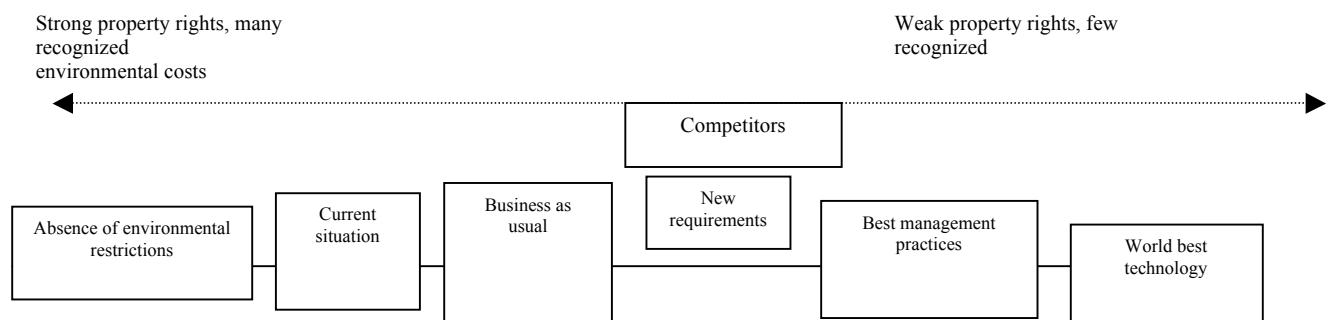 Strong property rights, many
recognized
environmental costs
Weak property rights, few
recognized
Competitors
Absence of environmental
restrictions
Current
situation
Business as
usual
New
requirements
Best management
practices
World best
technology